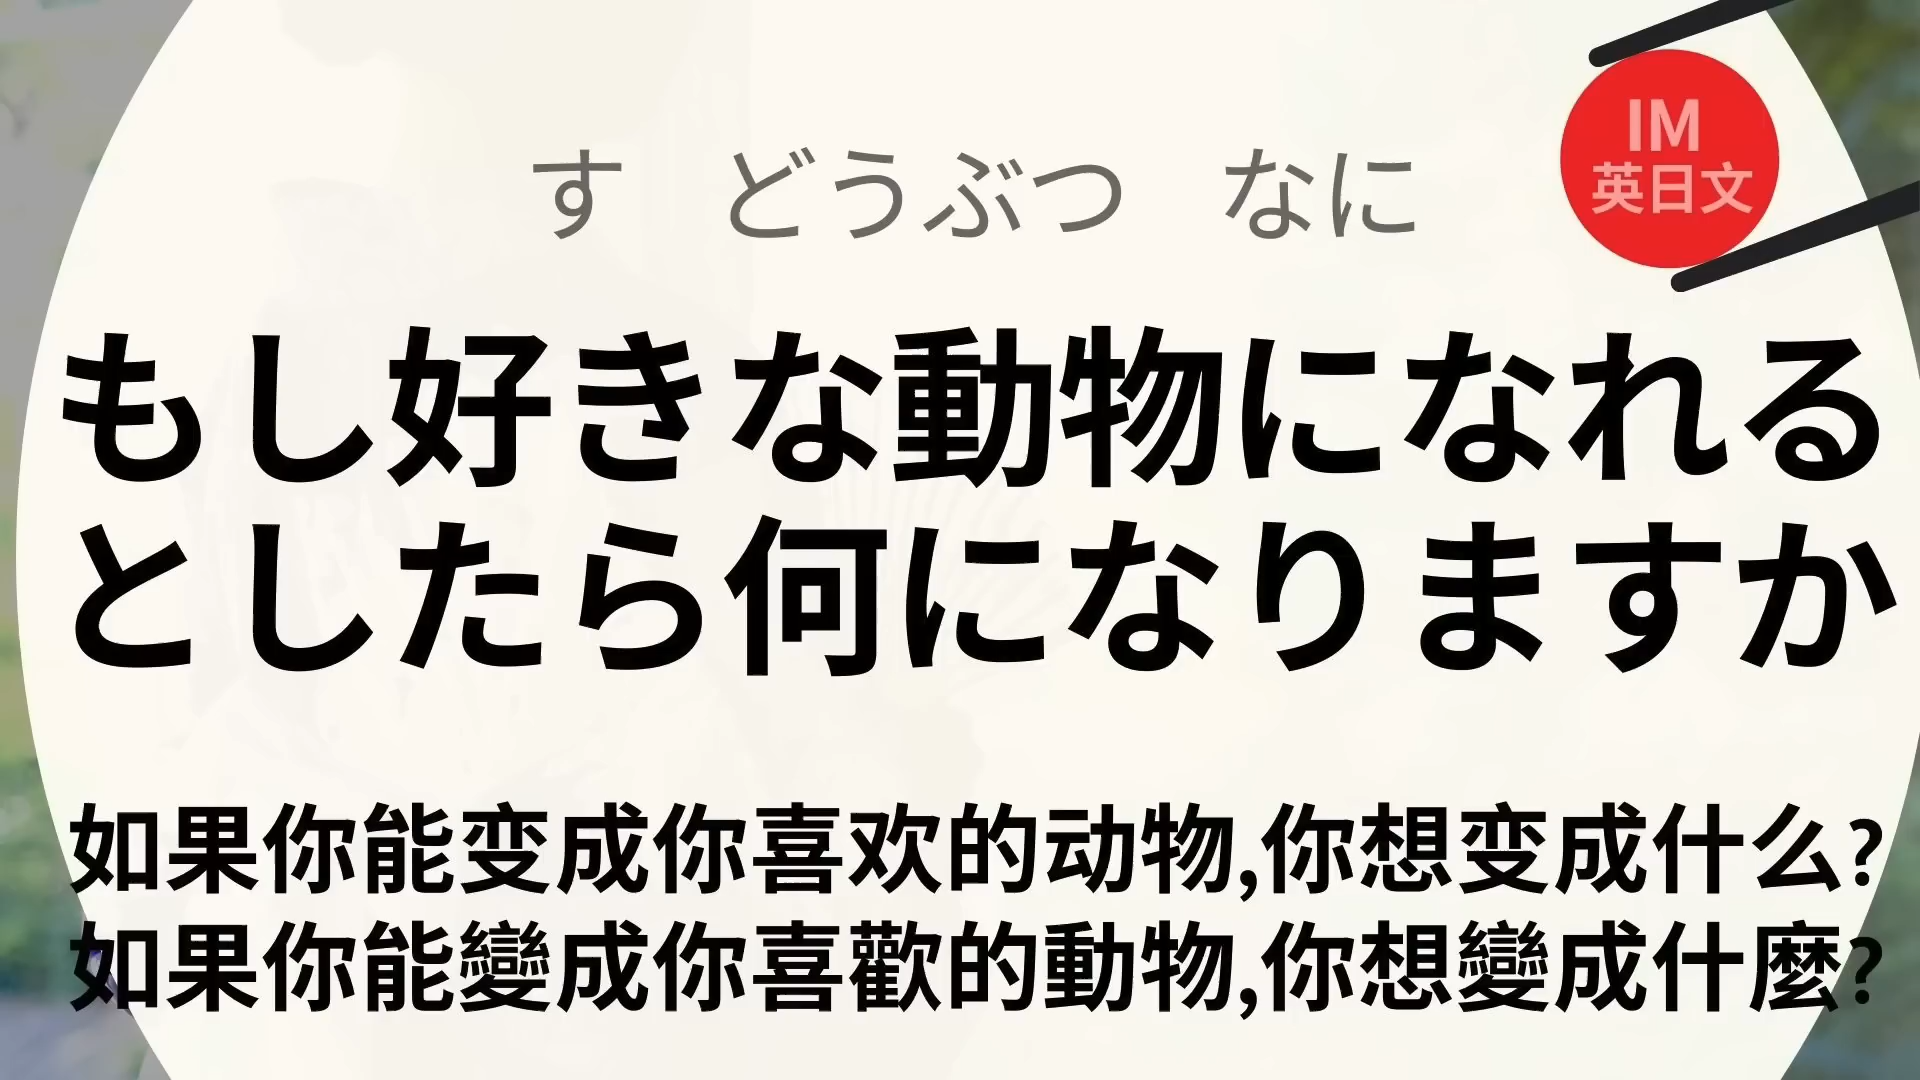 IM
英日文
す どうぶつ なに
もし好きな動物になれる
としたら何になりますか
如果你能变成你喜欢的动物,你想变成什么?
如果你能變成你喜歡的動物,你想變成什麼?